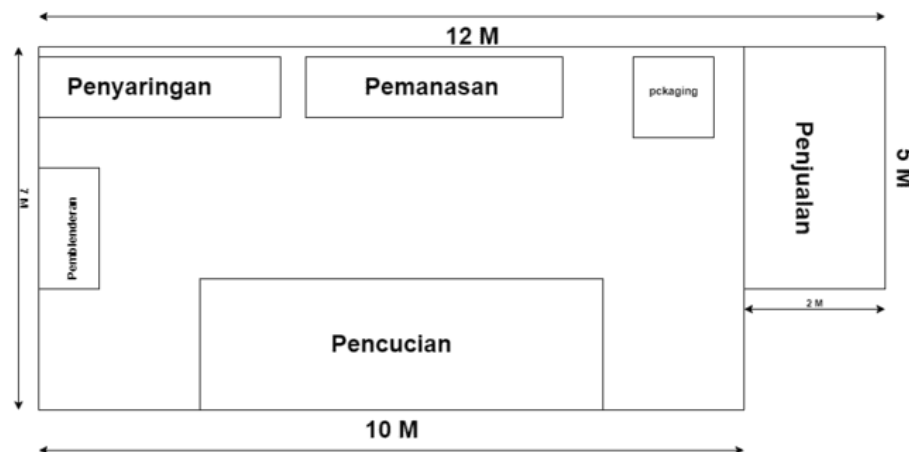 12 M
Penyaringan
Pemanasan
pckaging
Penjualan
5 M
7 M
Pemblenderan
2 M
Pencucian
10 M